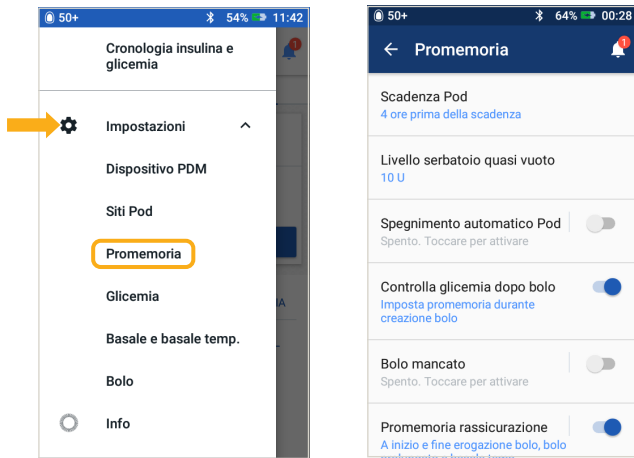 50+ 54% 11:42
Cronologia insulina e
glicemia
1
Impostazioni
Dispositivo PDM
Siti Pod
Promemoria
Glicemia
IA
Basale e basale temp.
Bolo
Info
50+ 64% 00:28
Promemoria
1
Scadenza Pod
4 ore prima della scadenza
Livello serbatoio quasi vuoto
10 U
Spegnimento automatico Pod
Spento. Toccare per attivare
Controlla glicemia dopo bolo
Imposta promemoria durante
creazione bolo
Bolo mancato
Spento. Toccare per attivare
Promemoria rassicurazione
A inizio e fine erogazione bolo, bolo